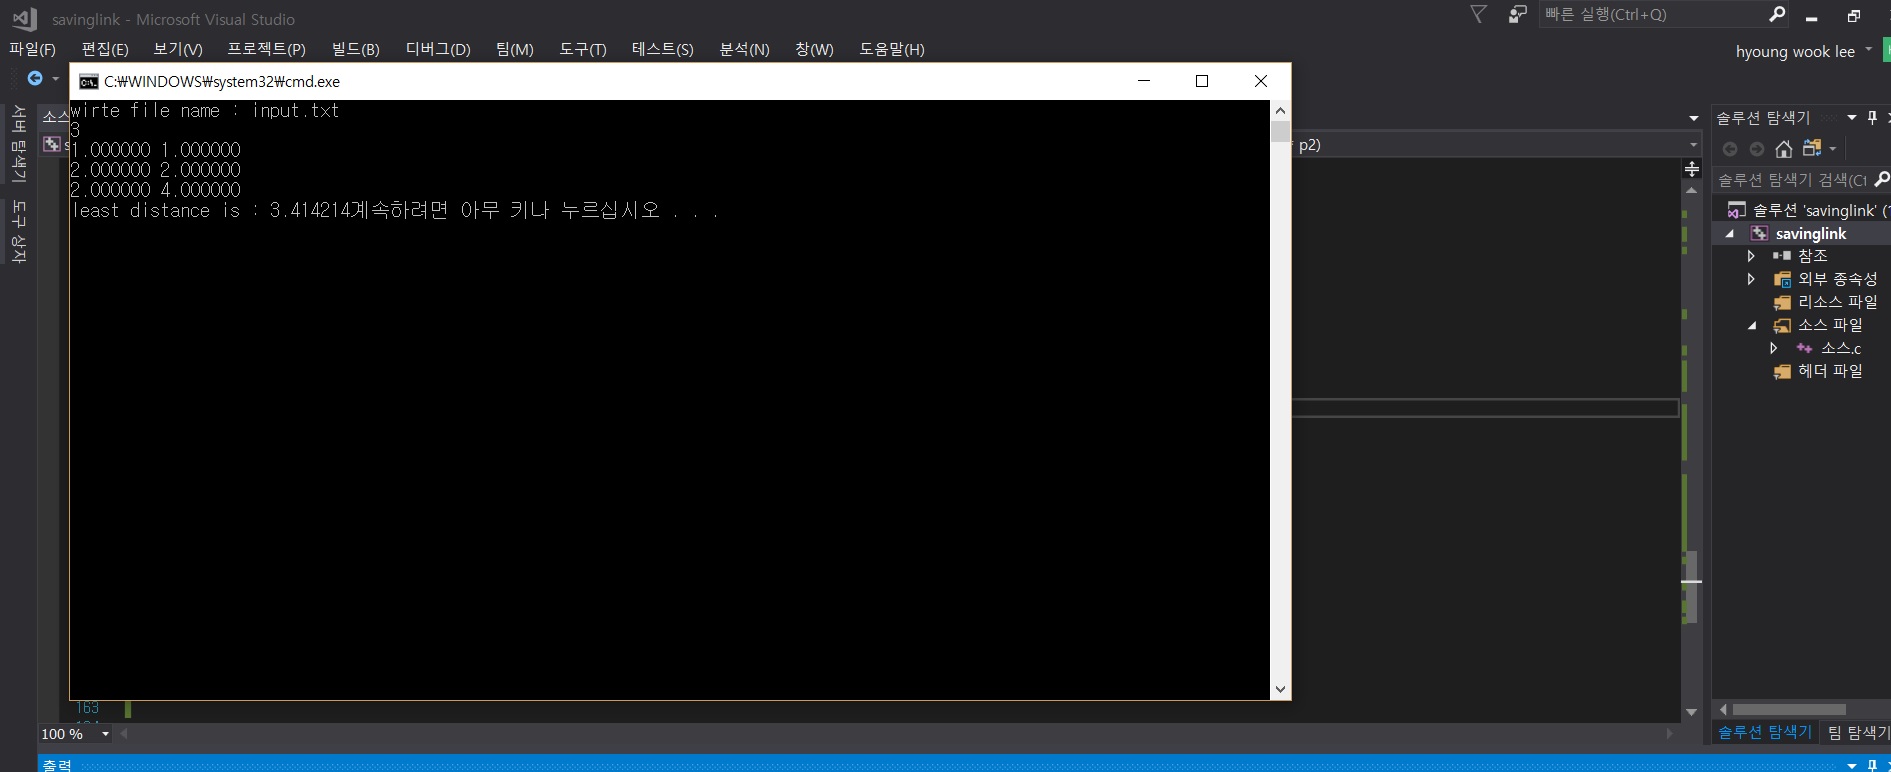 savinglink - Microsoft Visual Studio
빠른 실행(Ctrl+Q)
파일(F) 편집(E) 보기(V) 프로젝트(P) 빌드(B) 디버그(D) 팀(M) 도구(T) 테스트(S) 분석(N) 창(W) 도움말(H)
hyoung wook lee
C:\WINDOWS\system32\cmd.exe
wirte file name : input.txt
3
1.000000 1.000000
2.000000 2.000000
2.000000 4.000000
least distance is : 3.414214계속하려면 아무 키나 누르십시오 . . .
서버 탐색기
도구 상자
소스
p2)
163
100 %
출력
솔루션 탐색기
솔루션 탐색기 검색(Ct
솔루션 'savinglink' (1
savinglink
참조
외부 종속성
리소스 파일
소스 파일
소스.c
헤더 파일
솔루션 탐색기 팀 탐색기